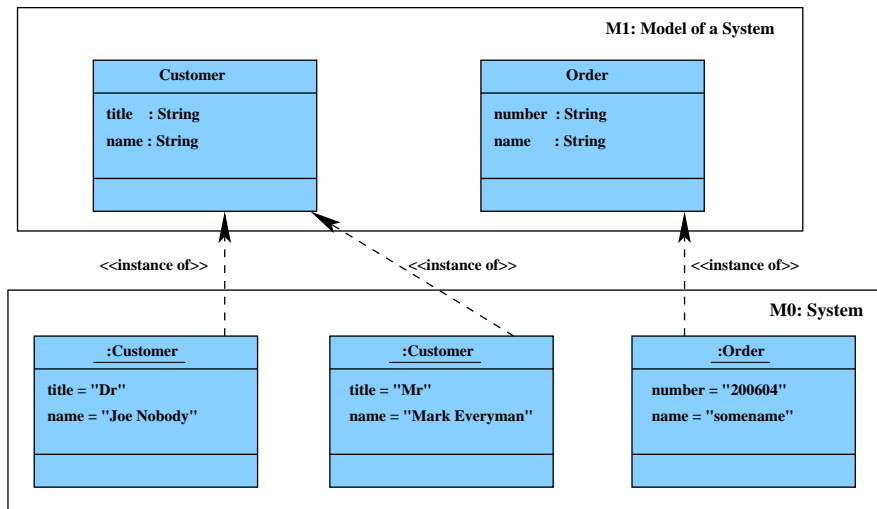 M1: Model of a System
Customer
title : String
name : String
Order
number : String
name : String
<<instance of>>
<<instance of>>
<<instance of>>
M0: System
:Customer
title = "Dr"
name = "Joe Nobody"
:Customer
title = "Mr"
name = "Mark Everyman"
:Order
number = "200604"
name = "somename"